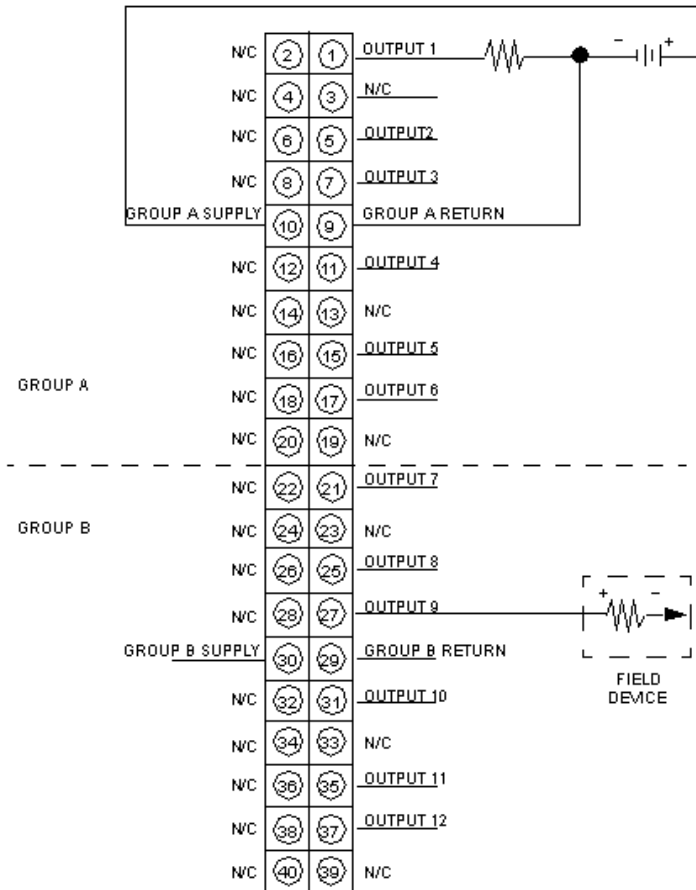 N/C 2 1 OUTPUT 1 - +
N/C 4 3 N/C
N/C 6 5 OUTPUT2
N/C 8 7 OUTPUT 3
GROUP A SUPPLY 10 9 GROUP A RETURN
N/C 12 11 OUTPUT 4
N/C 14 13 N/C
N/C 16 15 OUTPUT 5
GROUP A
N/C 18 17 OUTPUT 6
N/C 20 19 N/C
N/C 22 21 OUTPUT 7
GROUP B
N/C 24 23 N/C
N/C 26 25 OUTPUT 8
N/C 28 27 OUTPUT 9 + -
GROUP B SUPPLY 30 29 GROUP B RETURN
FIELD
DEVICE
N/C 32 31 OUTPUT 10
N/C 34 33 N/C
N/C 36 35 OUTPUT 11
N/C 38 37 OUTPUT 12
N/C 40 39 N/C